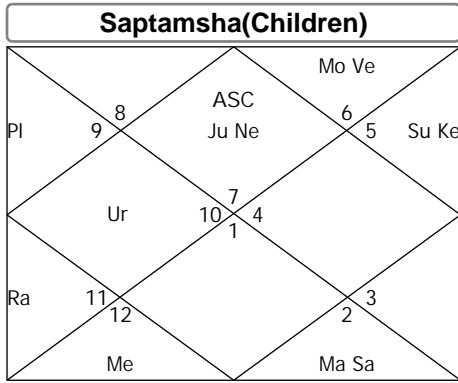 Saptamsha(Children)
Mo Ve
ASC
8 6
Pl 9 Ju Ne 5 Su Ke
7
Ur 10 4
1
Ra 11 3
12 2
Me Ma Sa